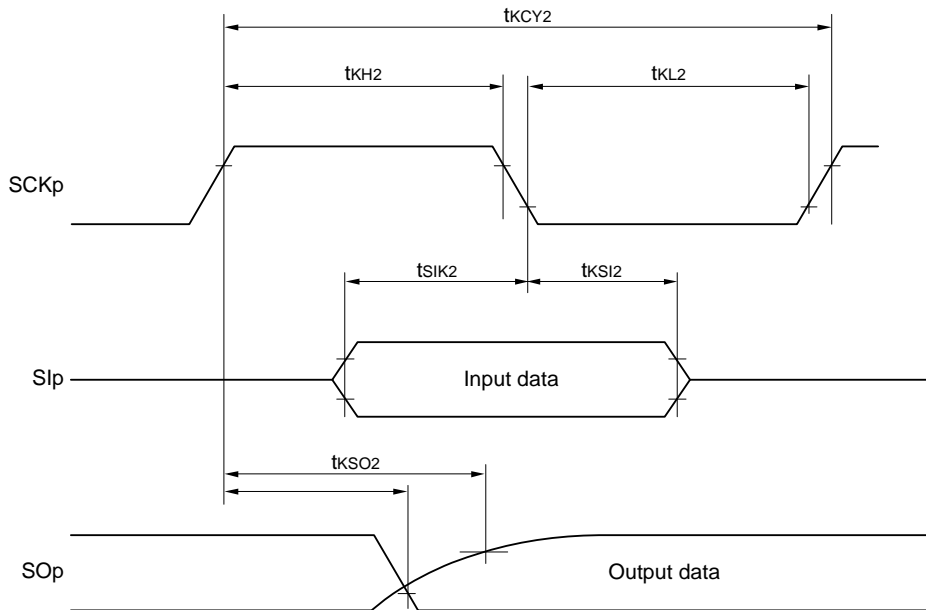 tKCY2
tKH2
tKL2
SCKp
tSIK2
tKSI2
SIp
Input data
tKSO2
SOp
Output data